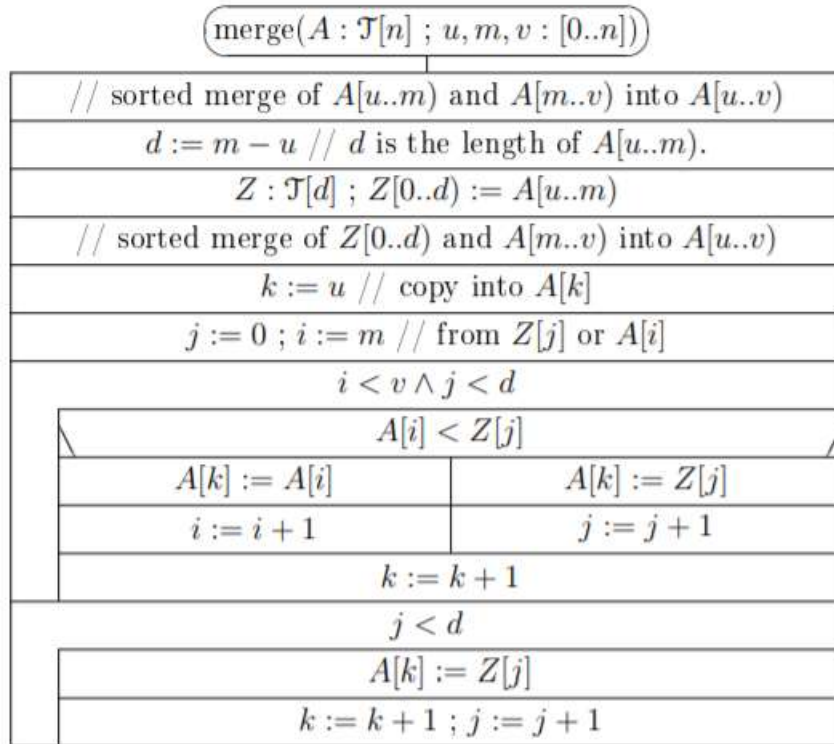 merge(A : 𝒯[n] ; u, m, v : [0..n])
// sorted merge of A[u..m) and A[m..v) into A[u..v)
d := m − u // d is the length of A[u..m).
Z : 𝒯[d] ; Z[0..d) := A[u..m)
// sorted merge of Z[0..d) and A[m..v) into A[u..v)
k := u // copy into A[k]
j := 0 ; i := m // from Z[j] or A[i]
i < v ∧ j < d
A[i] < Z[j]
A[k] := A[i] A[k] := Z[j]
i := i + 1 j := j + 1
k := k + 1
j < d
A[k] := Z[j]
k := k + 1 ; j := j + 1